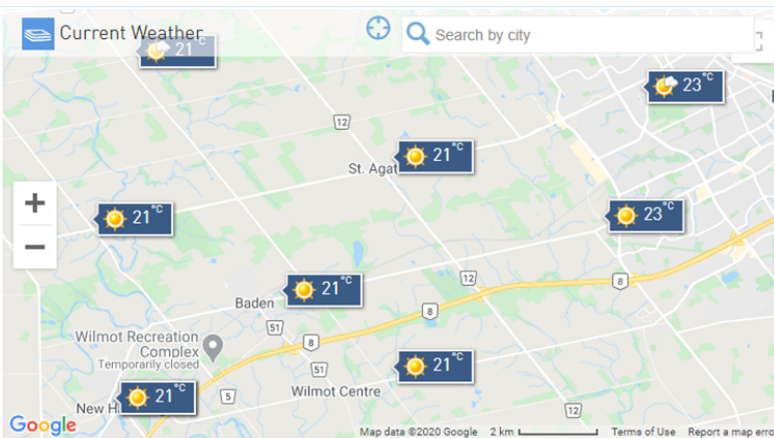 Current Weather
Search by city
21°C
23°C
12
21°C
St. Agat
21°C
23°C
12
8
21°C
Baden
8
51
8
Wilmot Recreation
Complex
Temporarily closed
51
21°C
5
Wilmot Centre
21°C
New H
12
Google
Map data ©2020 Google
2 km
Terms of Use
Report a map erro